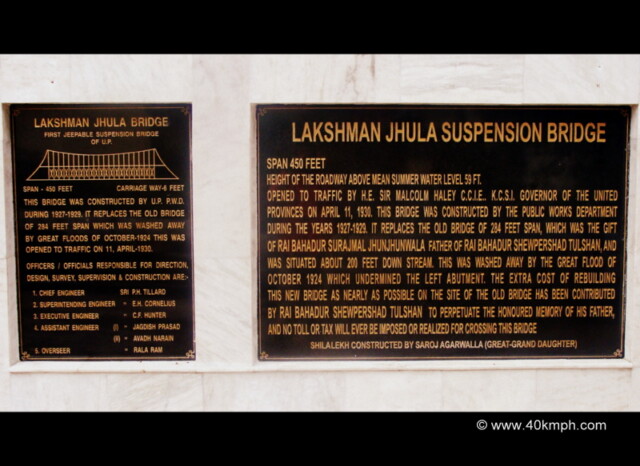 LAKSHMAN JHULA BRIDGE
FIRST JEEPABLE SUSPENSION BRIDGE
OF U.P.
SPAN - 450 FEET CARRIAGE WAY-6 FEET
THIS BRIDGE WAS CONSTRUCTED BY U.P. P.W.D.
DURING 1927-1929. IT REPLACES THE OLD BRIDGE
OF 284 FEET SPAN WHICH WAS WASHED AWAY
BY GREAT FLOODS OF OCTOBER-1924 THIS WAS
OPENED TO TRAFFIC ON 11, APRIL-1930.
OFFICERS / OFFICIALS RESPONSIBLE FOR DIRECTION,
DESIGN, SURVEY, SUPERVISION & CONSTRUCTION ARE:-
1. CHIEF ENGINEER SRI P.H. TILLARD
2. SUPERINTENDING ENGINEER " E.H. CORNELIUS
3. EXECUTIVE ENGINEER " C.F. HUNTER
4. ASSISTANT ENGINEER (i) " JAGDISH PRASAD
(ii) " AVADH NARAIN
5. OVERSEER " RALA RAM
LAKSHMAN JHULA SUSPENSION BRIDGE
SPAN 450 FEET
HEIGHT OF THE ROADWAY ABOVE MEAN SUMMER WATER LEVEL 59 FT.
OPENED TO TRAFFIC BY H.E. SIR MALCOLM HALEY C.C.I.E.. K.C.S.I. GOVERNOR OF THE UNITED
PROVINCES ON APRIL 11, 1930. THIS BRIDGE WAS CONSTRUCTED BY THE PUBLIC WORKS DEPARTMENT
DURING THE YEARS 1927-1929. IT REPLACES THE OLD BRIDGE OF 284 FEET SPAN, WHICH WAS THE GIFT
OF RAI BAHADUR SURAJMAL JHUNJHUNWALA FATHER OF RAI BAHADUR SHEWPERSHAD TULSHAN, AND
WAS SITUATED ABOUT 200 FEET DOWN STREAM. THIS WAS WASHED AWAY BY THE GREAT FLOOD OF
OCTOBER 1924 WHICH UNDERMINED THE LEFT ABUTMENT. THE EXTRA COST OF REBUILDING
THIS NEW BRIDGE AS NEARLY AS POSSIBLE ON THE SITE OF THE OLD BRIDGE HAS BEEN CONTRIBUTED
BY RAI BAHADUR SHEWPERSHAD TULSHAN TO PERPETUATE THE HONOURED MEMORY OF HIS FATHER,
AND NO TOLL OR TAX WILL EVER BE IMPOSED OR REALIZED FOR CROSSING THIS BRIDGE
SHILALEKH CONSTRUCTED BY SAROJ AGARWALLA (GREAT-GRAND DAUGHTER)
© www.40kmph.com